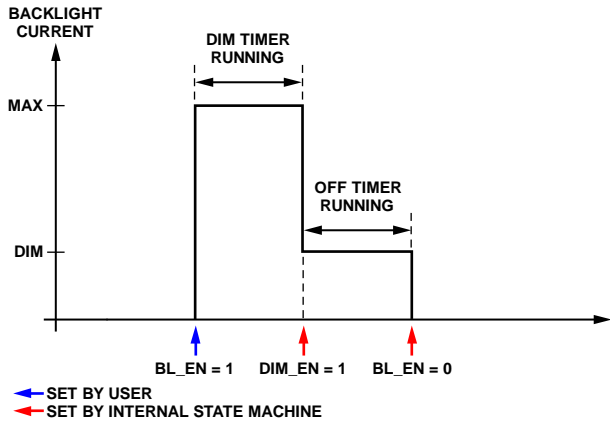 BACKLIGHT
CURRENT
DIM TIMER
RUNNING
MAX
OFF TIMER
RUNNING
DIM
BL_EN = 1 DIM_EN = 1 BL_EN = 0
SET BY USER
SET BY INTERNAL STATE MACHINE